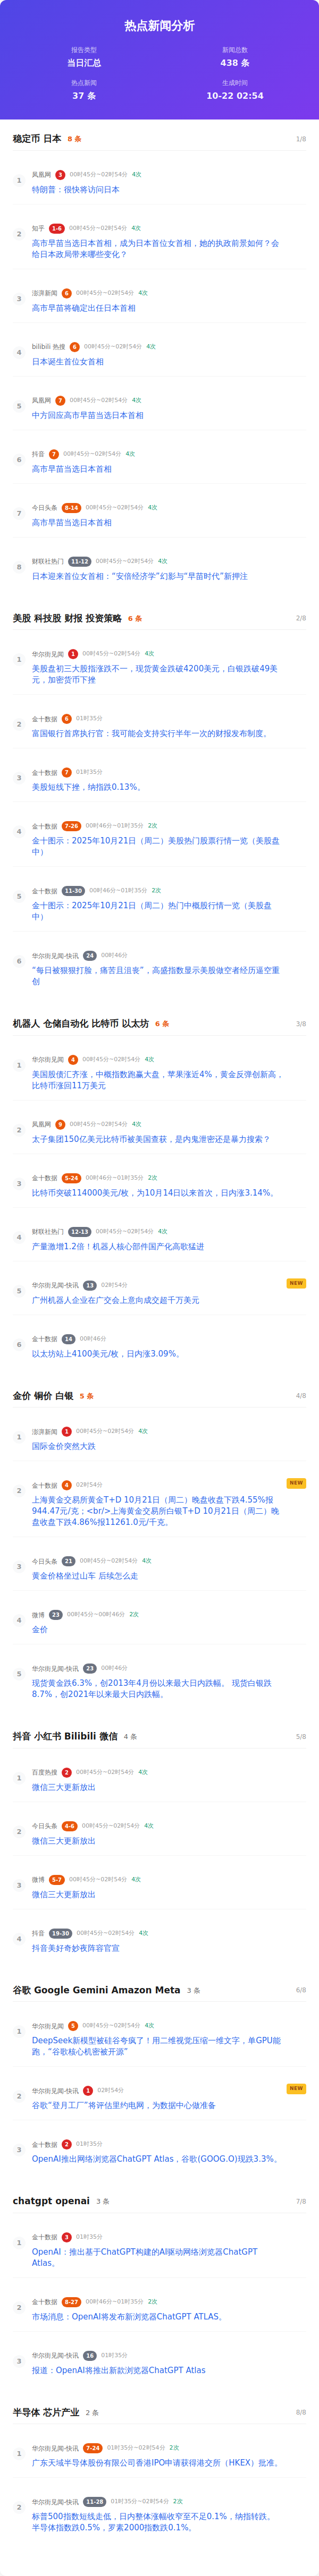 热点新闻分析
报告类型
当日汇总
新闻总数
438 条
热点新闻
37 条
生成时间
10-22 02:54
稳定币 日本 8 条 1/8
1
凤凰网 3 00时45分~02时54分 4次
特朗普：很快将访问日本
2
知乎 1-6 00时45分~02时54分 4次
高市早苗当选日本首相，成为日本首位女首相，她的执政前景如何？会
给日本政局带来哪些变化？
3
澎湃新闻 6 00时45分~02时54分 4次
高市早苗将确定出任日本首相
4
bilibili 热搜 6 00时45分~02时54分 4次
日本诞生首位女首相
5
凤凰网 7 00时45分~02时54分 4次
中方回应高市早苗当选日本首相
6
抖音 7 00时45分~02时54分 4次
高市早苗当选日本首相
7
今日头条 8-14 00时45分~02时54分 4次
高市早苗当选日本首相
8
财联社热门 11-12 00时45分~02时54分 4次
日本迎来首位女首相：“安倍经济学”幻影与“早苗时代”新押注
美股 科技股 财报 投资策略 6 条 2/8
1
华尔街见闻 1 00时45分~02时54分 4次
美股盘初三大股指涨跌不一，现货黄金跌破4200美元，白银跌破49美
元，加密货币下挫
2
金十数据 6 01时35分
富国银行首席执行官：我可能会支持实行半年一次的财报发布制度。
3
金十数据 7 01时35分
美股短线下挫，纳指跌0.13%。
4
金十数据 7-26 00时46分~01时35分 2次
金十图示：2025年10月21日（周二）美股热门股票行情一览（美股盘
中）
5
金十数据 11-30 00时46分~01时35分 2次
金十图示：2025年10月21日（周二）热门中概股行情一览（美股盘
中）
6
华尔街见闻-快讯 24 00时46分
“每日被狠狠打脸，痛苦且沮丧”，高盛指数显示美股做空者经历逼空重
创
机器人 仓储自动化 比特币 以太坊 6 条 3/8
1
华尔街见闻 4 00时45分~02时54分 4次
美国股债汇齐涨，中概指数跑赢大盘，苹果涨近4%，黄金反弹创新高，
比特币涨回11万美元
2
凤凰网 9 00时45分~02时54分 4次
太子集团150亿美元比特币被美国查获，是内鬼泄密还是暴力搜索？
3
金十数据 5-24 00时46分~01时35分 2次
比特币突破114000美元/枚，为10月14日以来首次，日内涨3.14%。
4
财联社热门 12-13 00时45分~02时54分 4次
产量激增1.2倍！机器人核心部件国产化高歌猛进
5
华尔街见闻-快讯 13 02时54分 NEW
广州机器人企业在广交会上意向成交超千万美元
6
金十数据 14 00时46分
以太坊站上4100美元/枚，日内涨3.09%。
金价 铜价 白银 5 条 4/8
1
澎湃新闻 1 00时45分~02时54分 4次
国际金价突然大跌
2
金十数据 4 02时54分 NEW
上海黄金交易所黄金T+D 10月21日（周二）晚盘收盘下跌4.55%报
944.47元/克；<br/>上海黄金交易所白银T+D 10月21日（周二）晚
盘收盘下跌4.86%报11261.0元/千克。
3
今日头条 21 00时45分~02时54分 4次
黄金价格坐过山车 后续怎么走
4
微博 23 00时45分~00时46分 2次
金价
5
华尔街见闻-快讯 23 00时46分
现货黄金跌6.3%，创2013年4月份以来最大日内跌幅。 现货白银跌
8.7%，创2021年以来最大日内跌幅。
抖音 小红书 Bilibili 微信 4 条 5/8
1
百度热搜 2 00时45分~02时54分 4次
微信三大更新放出
2
今日头条 4-6 00时45分~02时54分 4次
微信三大更新放出
3
微博 5-7 00时45分~02时54分 4次
微信三大更新放出
4
抖音 19-30 00时45分~02时54分 4次
抖音美好奇妙夜阵容官宣
谷歌 Google Gemini Amazon Meta 3 条 6/8
1
华尔街见闻 5 00时45分~02时54分 4次
DeepSeek新模型被硅谷夸疯了！用二维视觉压缩一维文字，单GPU能
跑，“谷歌核心机密被开源”
2
华尔街见闻-快讯 1 02时54分 NEW
谷歌“登月工厂”将评估里约电网，为数据中心做准备
3
金十数据 2 01时35分
OpenAI推出网络浏览器ChatGPT Atlas，谷歌(GOOG.O)现跌3.3%。
chatgpt openai 3 条 7/8
1
金十数据 3 01时35分
OpenAI：推出基于ChatGPT构建的AI驱动网络浏览器ChatGPT
Atlas。
2
金十数据 8-27 00时46分~01时35分 2次
市场消息：OpenAI将发布新浏览器ChatGPT ATLAS。
3
华尔街见闻-快讯 16 01时35分
报道：OpenAI将推出新款浏览器ChatGPT Atlas
半导体 芯片产业 2 条 8/8
1
华尔街见闻-快讯 7-24 01时35分~02时54分 2次
广东天域半导体股份有限公司香港IPO申请获得港交所（HKEX）批准。
2
华尔街见闻-快讯 11-28 01时35分~02时54分 2次
标普500指数短线走低，日内整体涨幅收窄至不足0.1%，纳指转跌。
半导体指数跌0.5%，罗素2000指数跌0.1%。